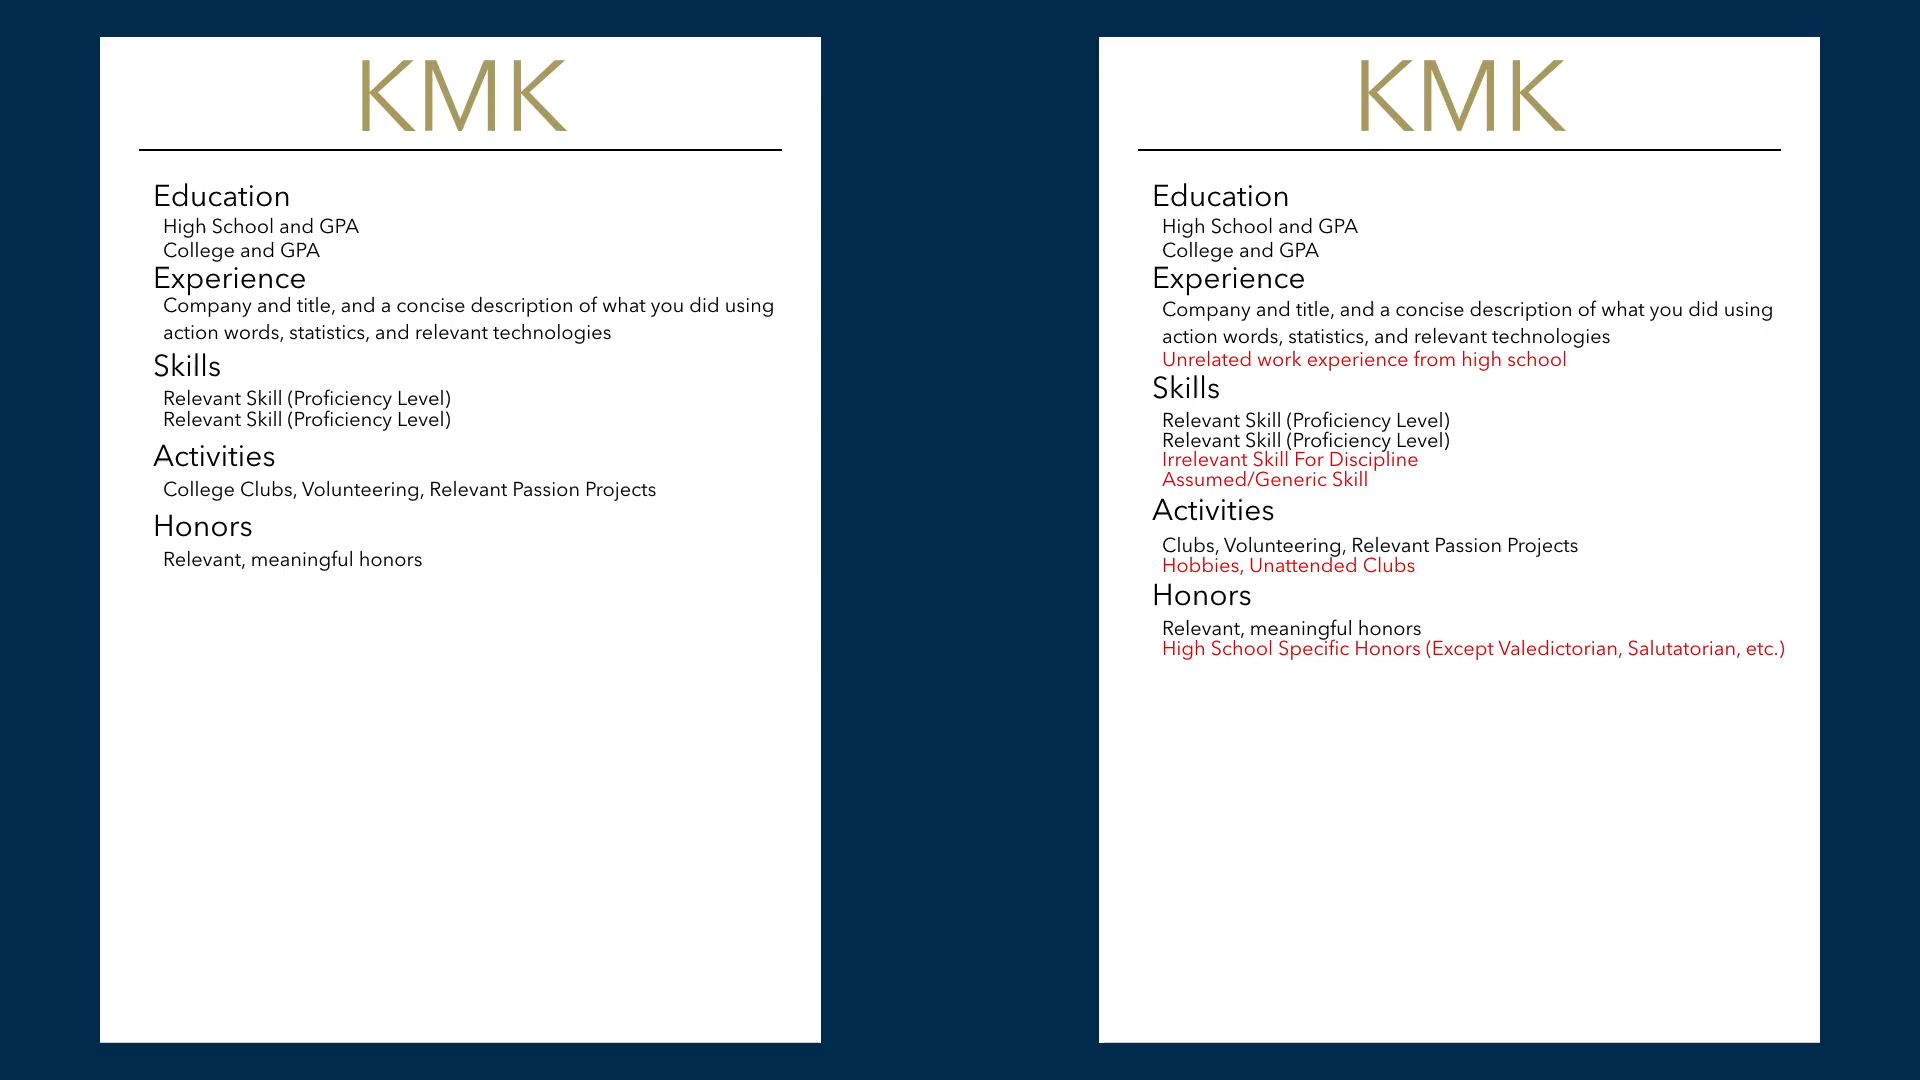 KMK
Education
High School and GPA
College and GPA
Experience
Company and title, and a concise description of what you did using
action words, statistics, and relevant technologies
Skills
Relevant Skill (Proficiency Level)
Relevant Skill (Proficiency Level)
Activities
College Clubs, Volunteering, Relevant Passion Projects
Honors
Relevant, meaningful honors
KMK
Education
High School and GPA
College and GPA
Experience
Company and title, and a concise description of what you did using
action words, statistics, and relevant technologies
Unrelated work experience from high school
Skills
Relevant Skill (Proficiency Level)
Relevant Skill (Proficiency Level)
Irrelevant Skill For Discipline
Assumed/Generic Skill
Activities
Clubs, Volunteering, Relevant Passion Projects
Hobbies, Unattended Clubs
Honors
Relevant, meaningful honors
High School Specific Honors (Except Valedictorian, Salutatorian, etc.)